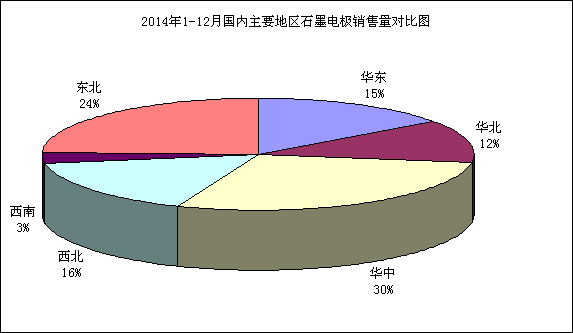 2014年1-12月国内主要地区石墨电极销售量对比图
华东
15%
东北
24%
华北
12%
西南
3%
西北
16%
华中
30%